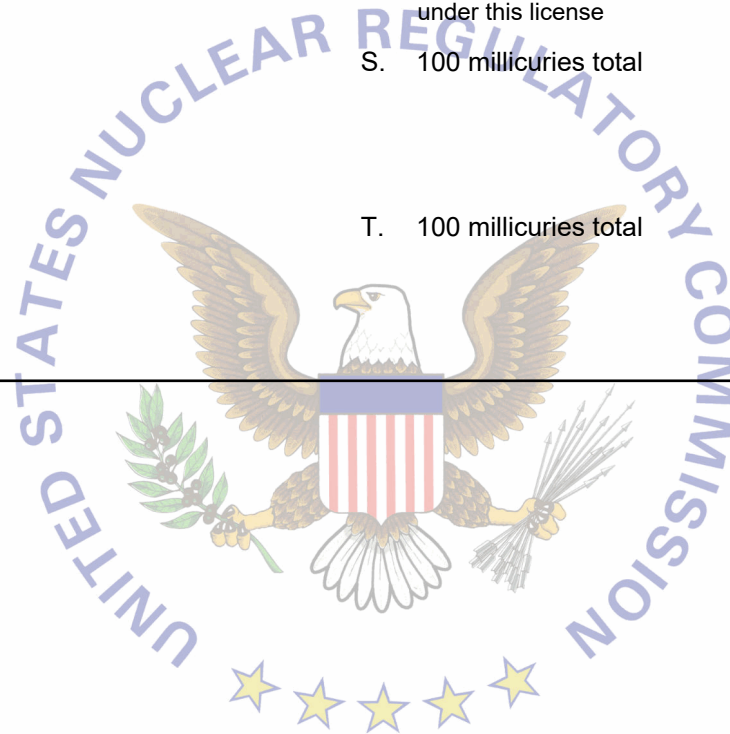 under this license
S. 100 millicuries total
T. 100 millicuries total
UNITED STATES NUCLEAR REGULATORY COMMISSION